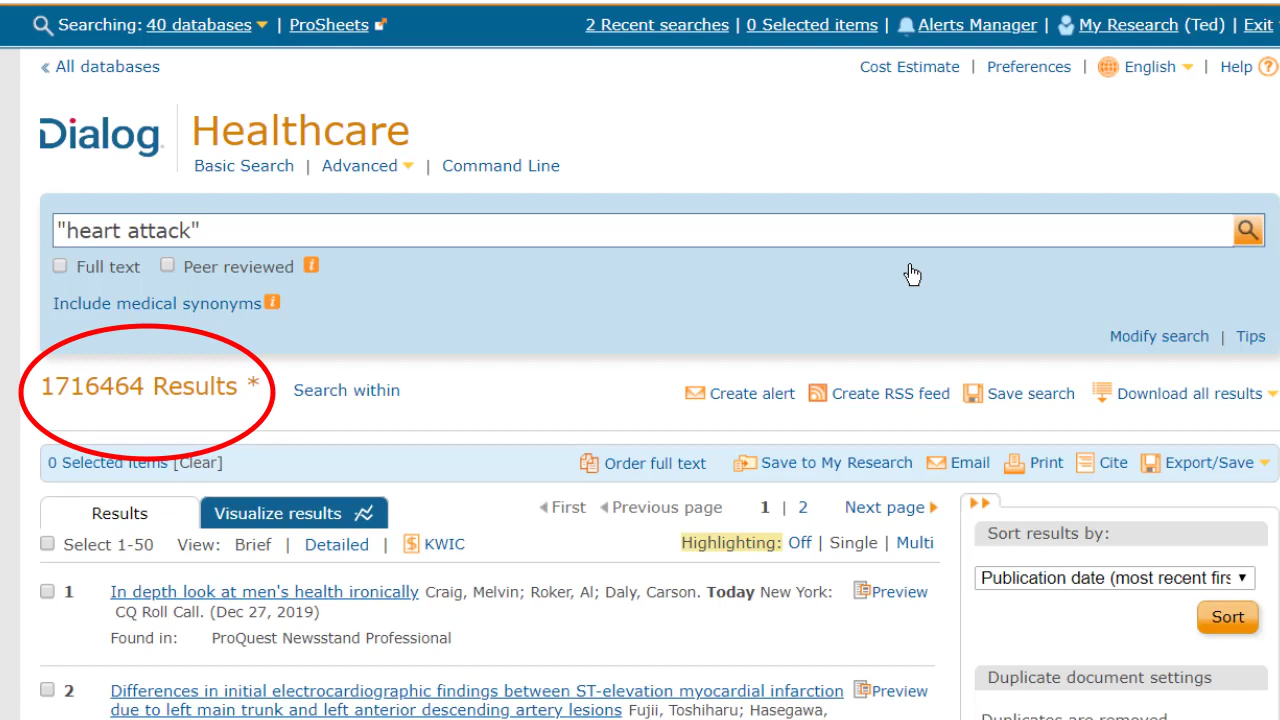 Searching: 40 databases | ProSheets 2 Recent searches | 0 Selected items | Alerts Manager | My Research (Ted) | Exit
« All databases Cost Estimate | Preferences | English | Help ?
Dialog Healthcare
Basic Search | Advanced | Command Line
"heart attack"
Full text Peer reviewed i
Include medical synonyms i
Modify search | Tips
1716464 Results * Search within Create alert Create RSS feed Save search Download all results
0 Selected items [Clear] Order full text Save to My Research Email Print Cite Export/Save
Results Visualize results First Previous page 1 | 2 Next page
Sort results by:
Select 1-50 View: Brief | Detailed | $ KWIC Highlighting: Off | Single | Multi
Publication date (most recent firs
1 In depth look at men's health ironically Craig, Melvin; Roker, Al; Daly, Carson. Today New York: Preview
CQ Roll Call. (Dec 27, 2019)
Sort
Found in: ProQuest Newsstand Professional
Duplicate document settings
2 Differences in initial electrocardiographic findings between ST-elevation myocardial infarction Preview
due to left main trunk and left anterior descending artery lesions Fujii, Toshiharu; Hasegawa,
Duplicates are removed